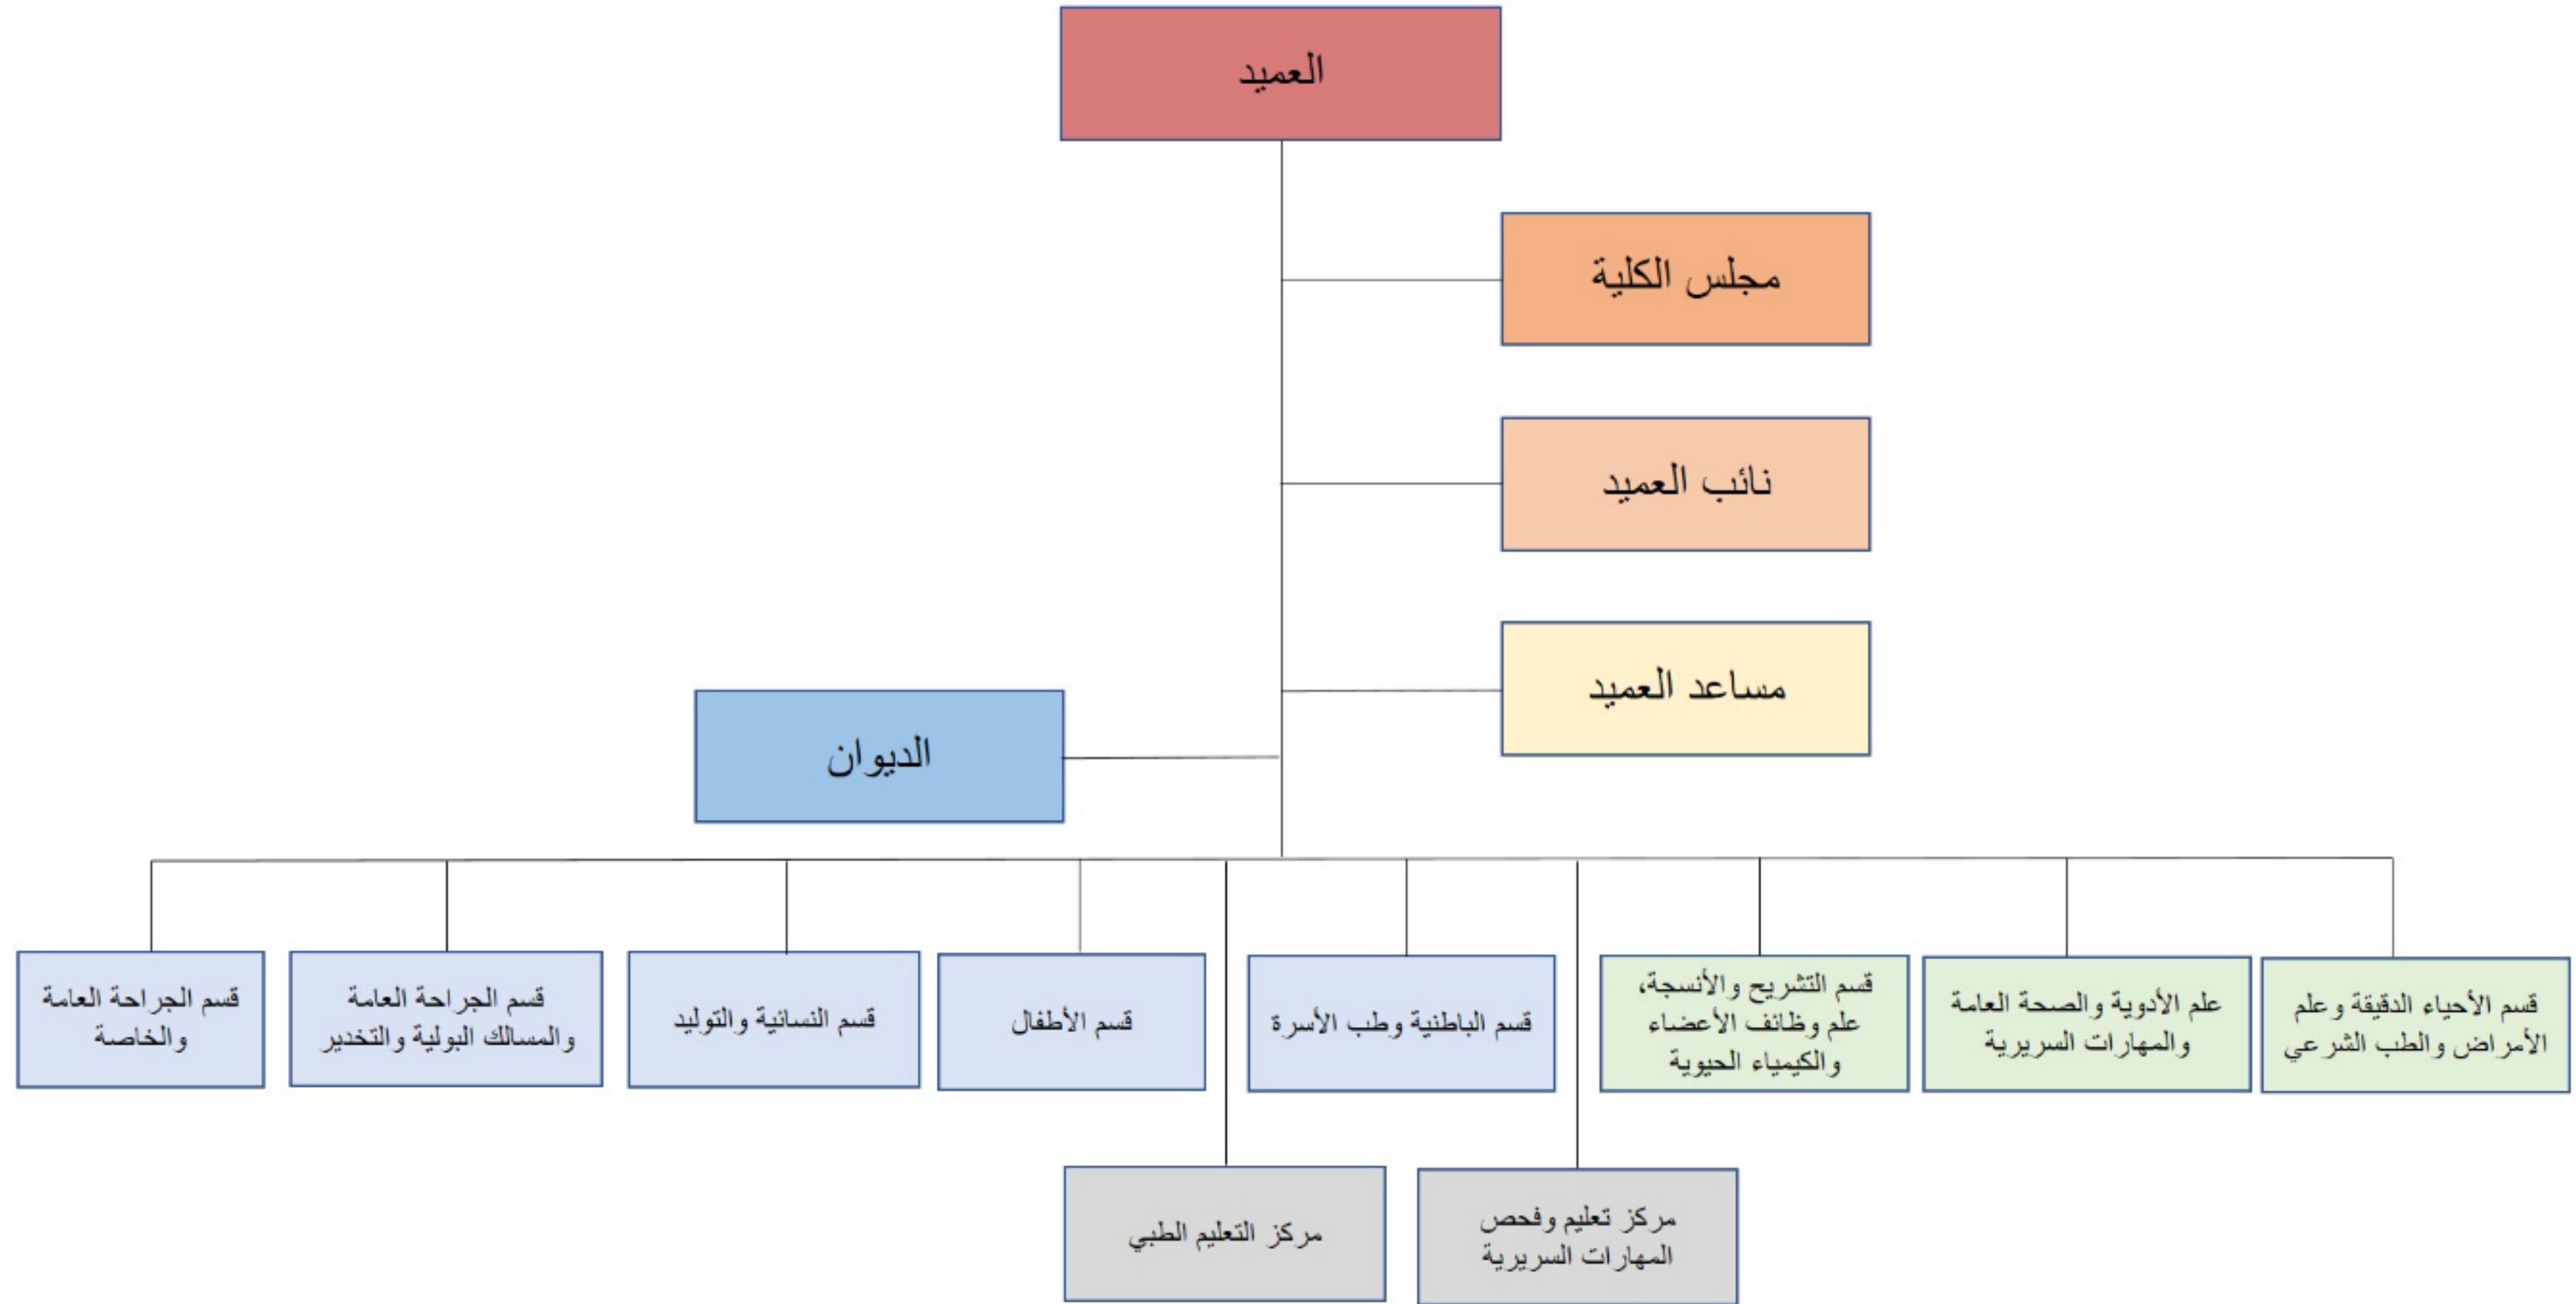 العميد
مجلس الكلية
نائب العميد
مساعد العميد
الديوان
قسم الأحياء الدقيقة وعلم
الأمراض والطب الشرعي
علم الأدوية والصحة العامة
والمهارات السريرية
قسم التشريح والأنسجة،
علم وظائف الأعضاء
والكيمياء الحيوية
قسم الباطنية وطب الأسرة
قسم الأطفال
قسم النسائية والتوليد
قسم الجراحة العامة
والمسالك البولية والتخدير
قسم الجراحة العامة
والخاصة
مركز تعليم وفحص
المهارات السريرية
مركز التعليم الطبي